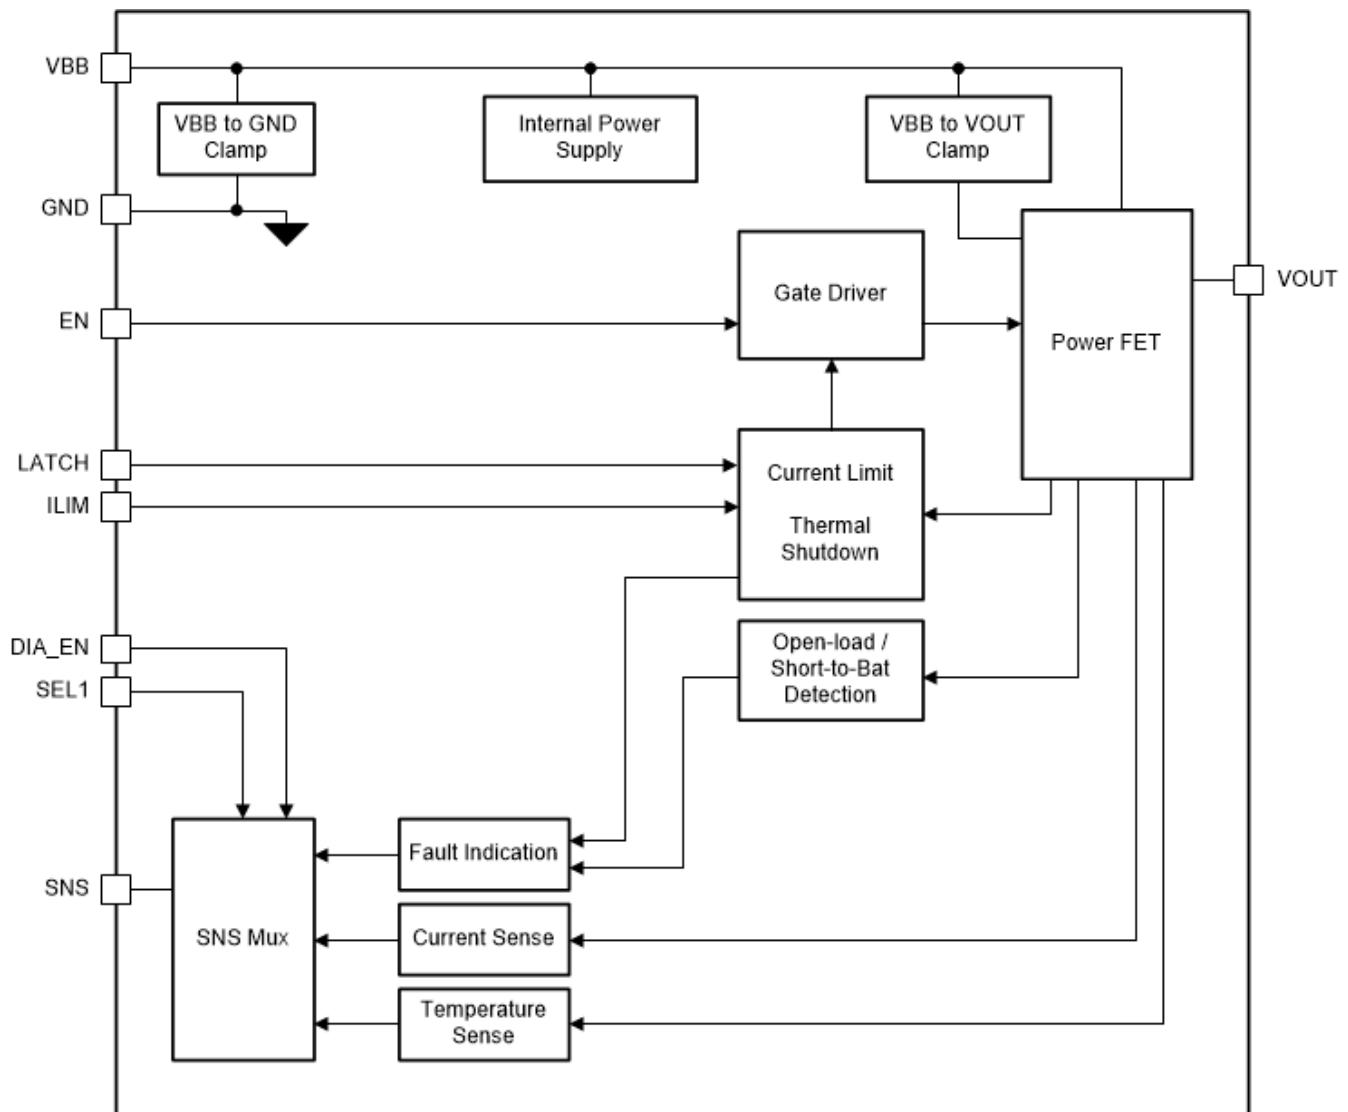 VBB
VBB to GND
Clamp
Internal Power
Supply
VBB to VOUT
Clamp
GND
Gate Driver
VOUT
EN
Power FET
LATCH
ILIM
Current Limit
Thermal
Shutdown
DIA_EN
SEL1
Open-load /
Short-to-Bat
Detection
Fault Indication
SNS
SNS Mux
Current Sense
Temperature
Sense